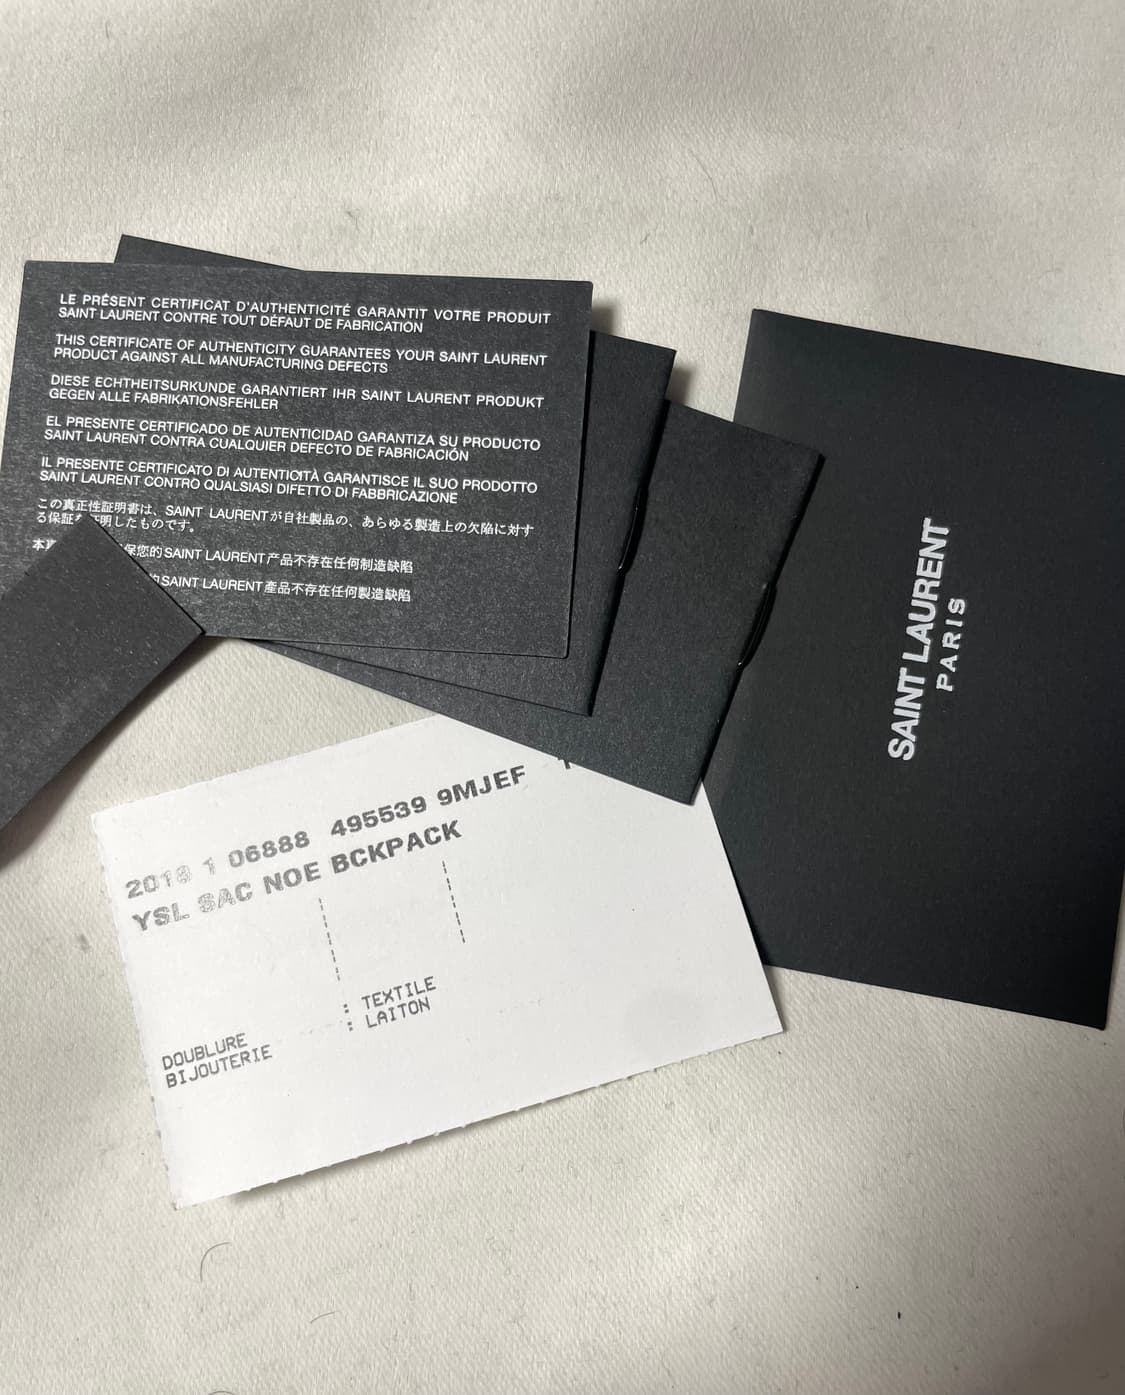 LE PRÉSENT CERTIFICAT D'AUTHENTICITÉ GARANTIT VOTRE PRODUIT
SAINT LAURENT CONTRE TOUT DÉFAUT DE FABRICATION
THIS CERTIFICATE OF AUTHENTICITY GUARANTEES YOUR SAINT LAURENT
PRODUCT AGAINST ALL MANUFACTURING DEFECTS
DIESE ECHTHEITSURKUNDE GARANTIERT IHR SAINT LAURENT PRODUKT
GEGEN ALLE FABRIKATIONSFEHLER
EL PRESENTE CERTIFICADO DE AUTENTICIDAD GARANTIZA SU PRODUCTO
SAINT LAURENT CONTRA CUALQUIER DEFECTO DE FABRICACIÓN
IL PRESENTE CERTIFICATO DI AUTENTICITÀ GARANTISCE IL SUO PRODOTTO
SAINT LAURENT CONTRO QUALSIASI DIFETTO DI FABBRICAZIONE
この真正性証明書は、SAINT LAURENTが自社製品の、あらゆる製造上の欠陥に対す
る保証を証明したものです。
保您的SAINT LAURENT产品不存在任何制造缺陷
SAINT LAURENT產品不存在任何製造缺陷
SAINT LAURENT
PARIS
2018 1 06888 495539 9MJEF
YSL SAC NOE BCKPACK
DOUBLURE : TEXTILE
BIJOUTERIE : LAITON